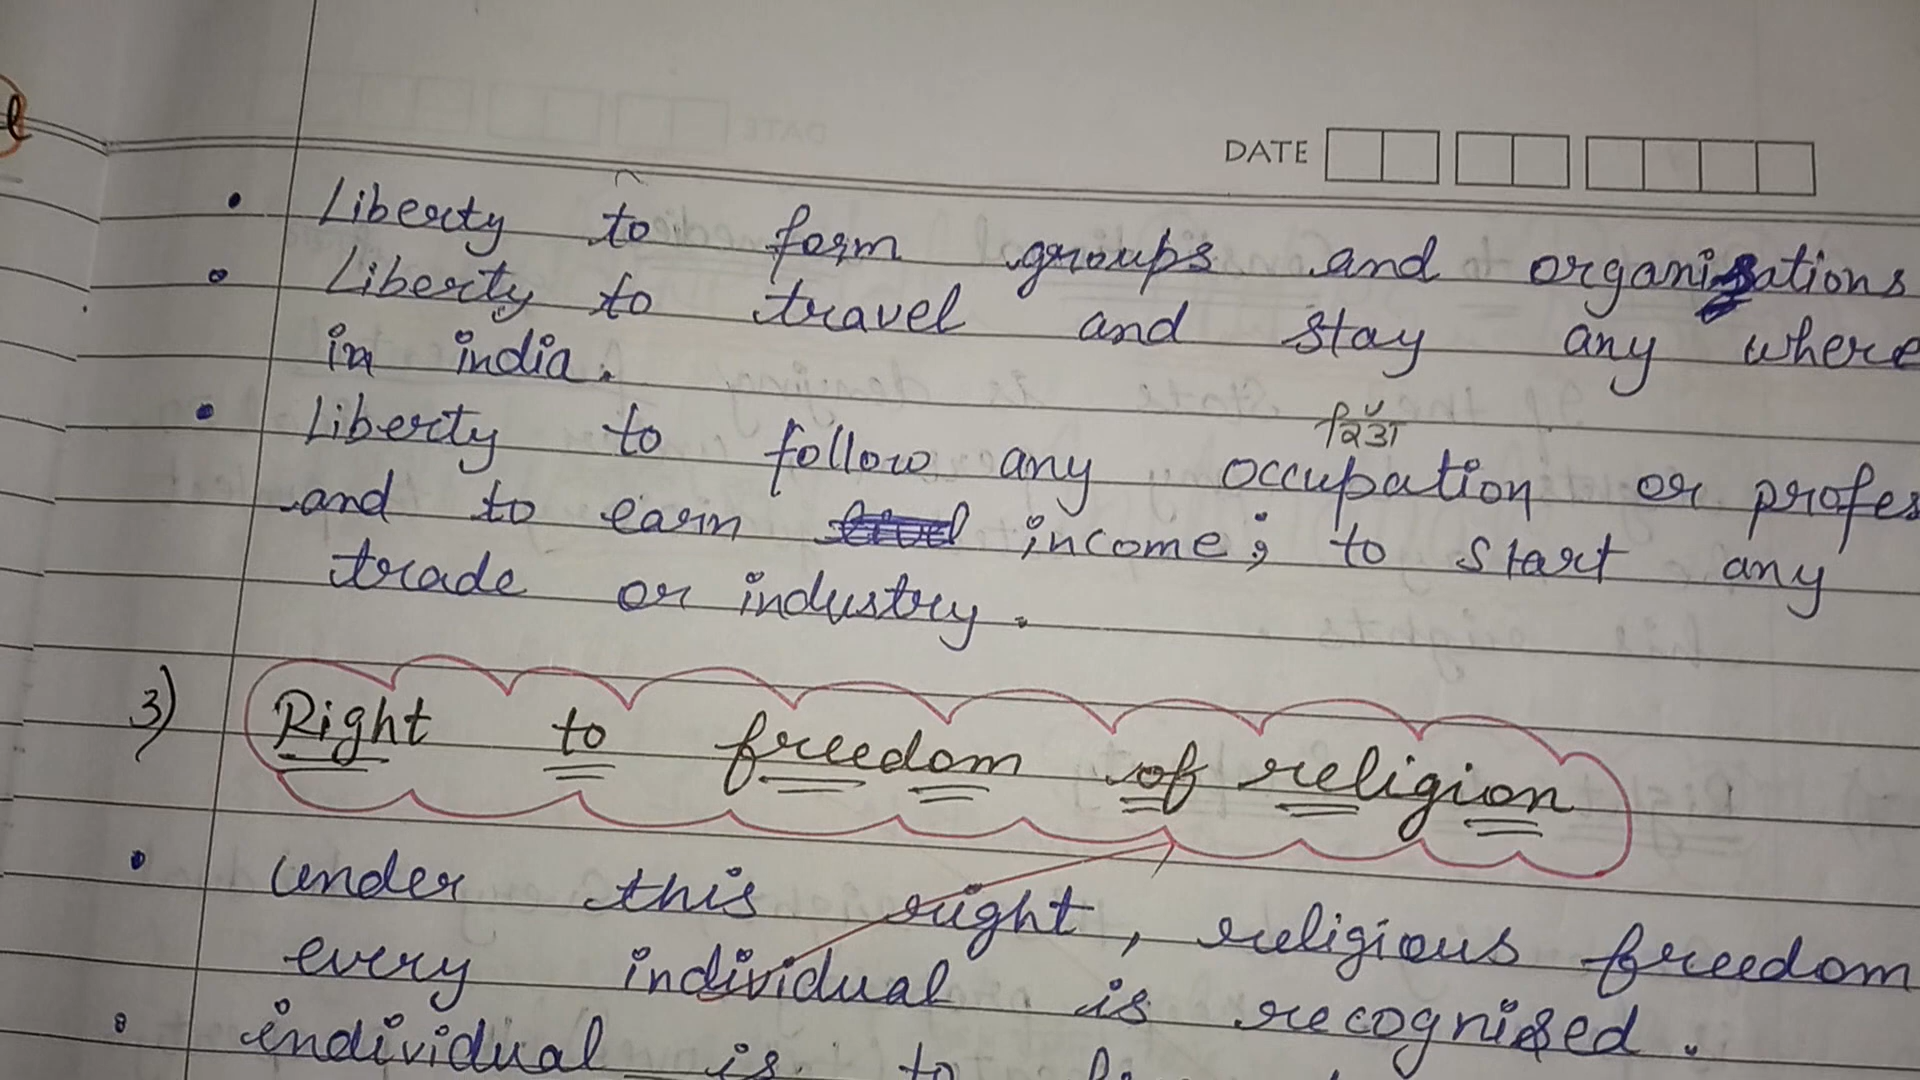 DATE
• Liberty to form groups and organisations
• Liberty to travel and stay any where
in india.
• Liberty to follow any occupation or profes
and to earn income; to start any
trade or industry.
3) Right to freedom of religion
• under this right, religious freedom
every individual is recognised.
• individual is to